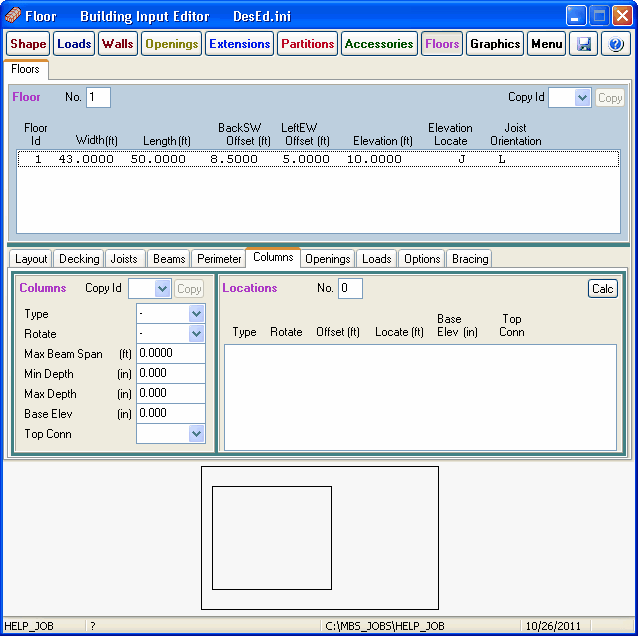 Floor Building Input Editor DesEd.ini
Shape Loads Walls Openings Extensions Partitions Accessories Floors Graphics Menu
Floors
Floor No. 1 Copy Id Copy
Floor Id Width(ft) Length(ft) BackSW Offset (ft) LeftEW Offset (ft) Elevation (ft) Elevation Locate Joist Orientation
1 43.0000 50.0000 8.5000 5.0000 10.0000 J L
Layout Decking Joists Beams Perimeter Columns Openings Loads Options Bracing
Columns Copy Id Copy
Type -
Rotate -
Max Beam Span (ft) 0.0000
Min Depth (in) 0.000
Max Depth (in) 0.000
Base Elev (in) 0.000
Top Conn
Locations No. 0 Calc
Type Rotate Offset (ft) Locate (ft) Base Elev (in) Top Conn
HELP_JOB ? C:\MBS_JOBS\HELP_JOB 10/26/2011